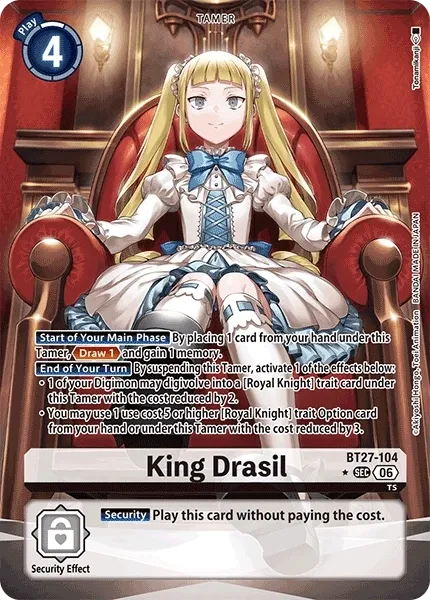 TAMER
Play
4
Tonamikanji
Start of Your Main Phase By placing 1 card from your hand under this
Tamer, Draw 1 and gain 1 memory.
End of Your Turn By suspending this Tamer, activate 1 of the effects below:
• 1 of your Digimon may digivolve into a [Royal Knight] trait card under
this Tamer with the cost reduced by 2.
• You may use 1 use cost 5 or higher [Royal Knight] trait Option card
from your hand or under this Tamer with the cost reduced by 3.
©Akiyoshi Hongo, Toei Animation BANDAI MADE IN JAPAN
King Drasil
BT27-104
★ SEC 06
TS
Security Play this card without paying the cost.
Security Effect